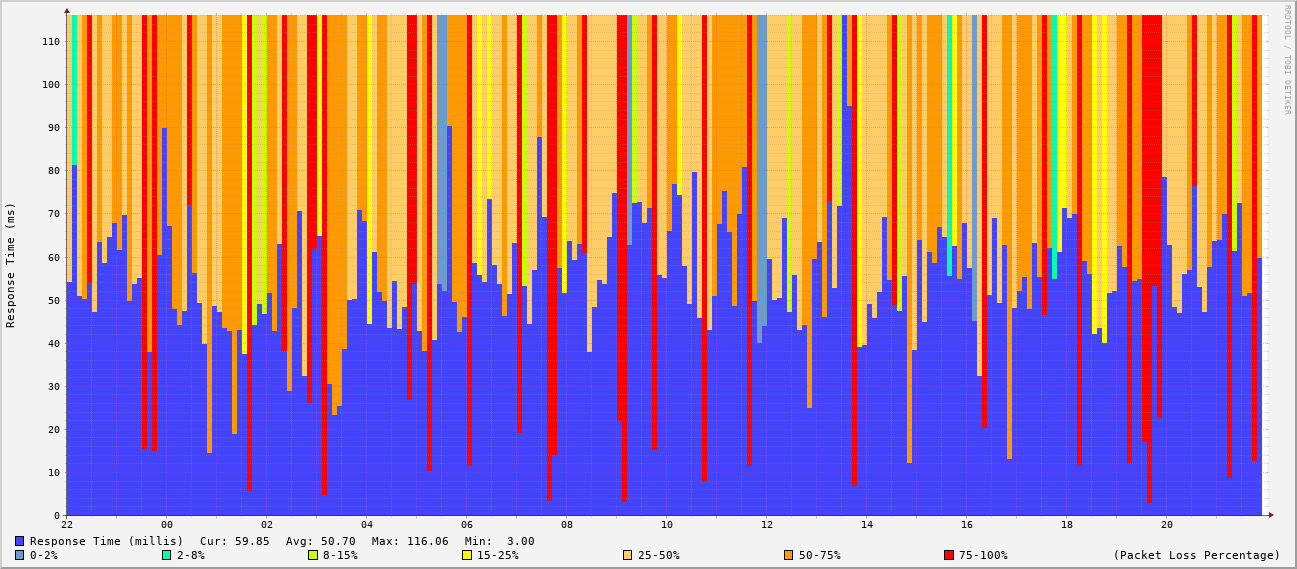 RRDTOOL / TOBI OETIKER
Response Time (ms)
110
100
90
80
70
60
50
40
30
20
10
0
22 00 02 04 06 08 10 12 14 16 18 20
Response Time (millis) Cur: 59.85 Avg: 50.70 Max: 116.06 Min: 3.00
0-2% 2-8% 8-15% 15-25% 25-50% 50-75% 75-100% (Packet Loss Percentage)